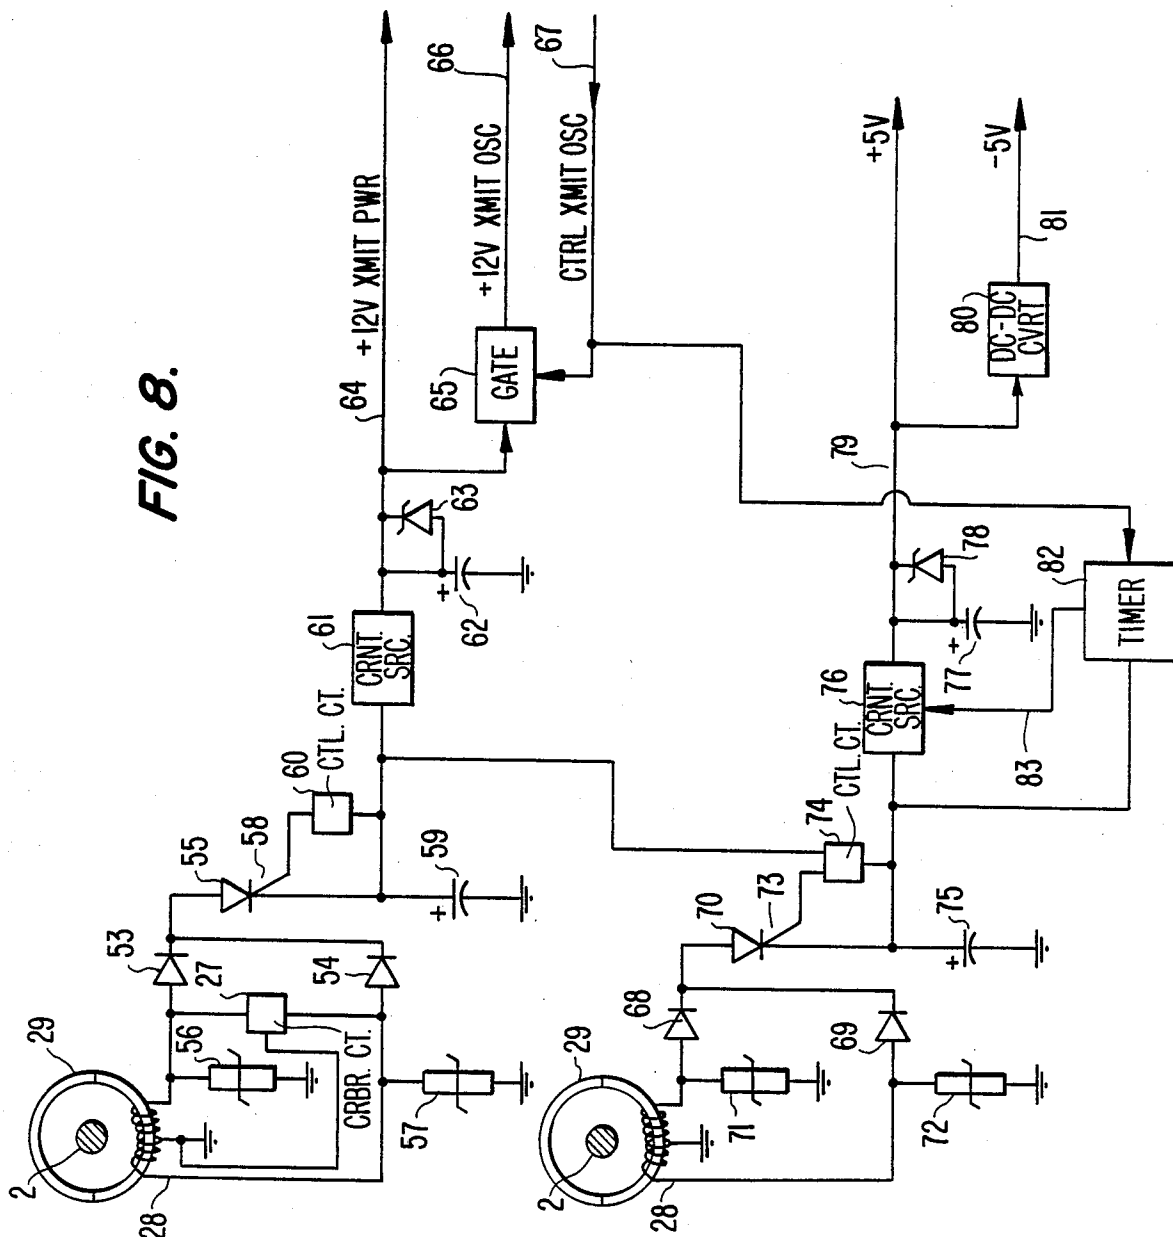 FIG. 8.
+12V XMIT PWR
64
66
+12V XMIT OSC
67
CTRL XMIT OSC
65
GATE
63
62
61
CRNT.
SRC.
60
CTL. CT.
55
58
59
53
27
54
29
56
CRBR. CT.
57
2
28
+5V
-5V
81
80
DC-DC
CVRT
79
78
77
82
TIMER
76
CRNT.
SRC.
83
74
CTL. CT.
70
73
75
68
69
29
71
72
2
28